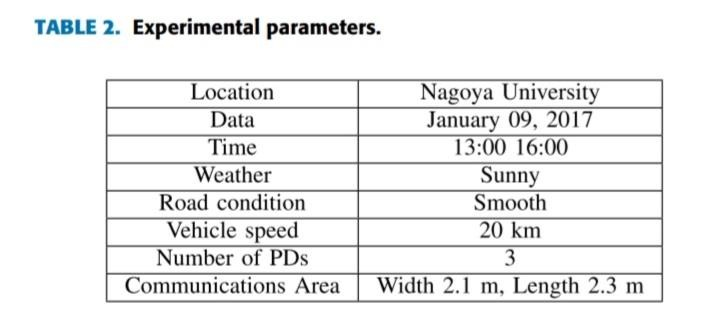 TABLE 2. Experimental parameters.
Location Nagoya University
Data January 09, 2017
Time 13:00 16:00
Weather Sunny
Road condition Smooth
Vehicle speed 20 km
Number of PDs 3
Communications Area Width 2.1 m, Length 2.3 m